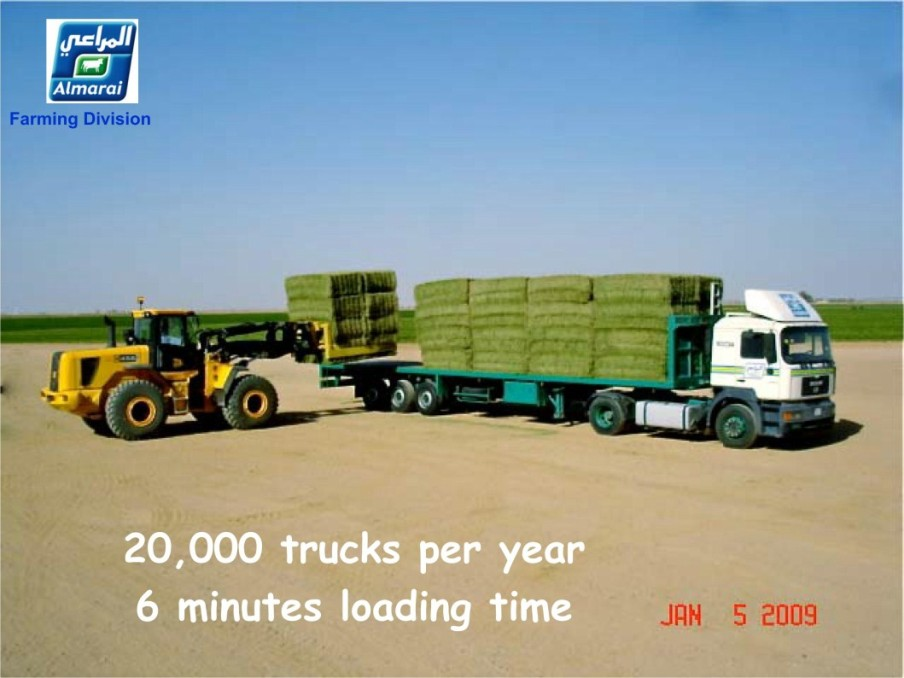 المراعي
Almarai
Farming Division
20,000 trucks per year
6 minutes loading time
JAN 5 2009